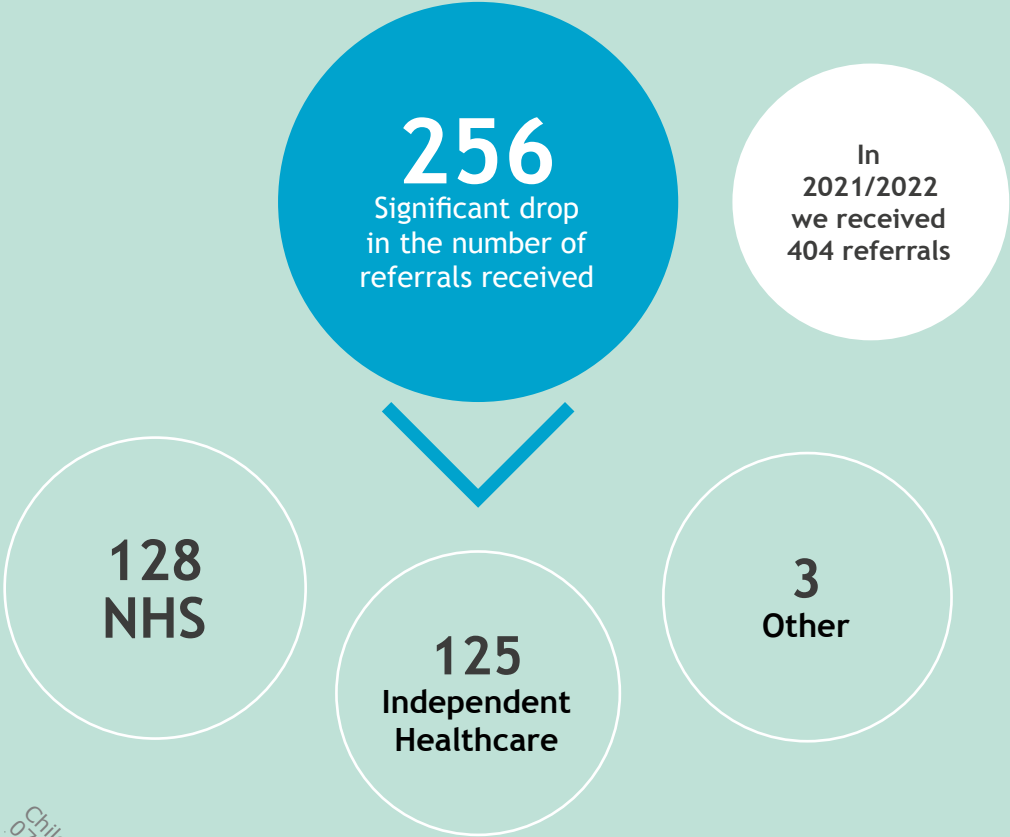 256
Significant drop
in the number of
referrals received
In
2021/2022
we received
404 referrals
128
NHS
125
Independent
Healthcare
3
Other